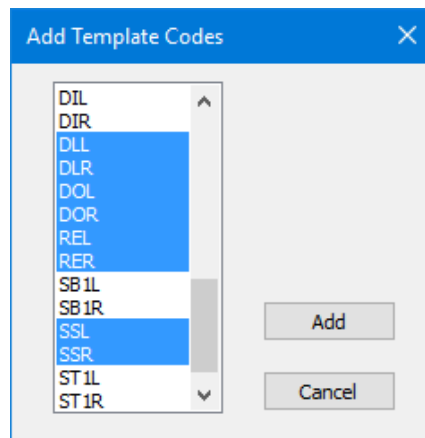 Add Template Codes
DIL
DIR
DLL
DLR
DOL
DOR
REL
RER
SB1L
SB1R
SSL
SSR
ST1L
ST1R
Add
Cancel